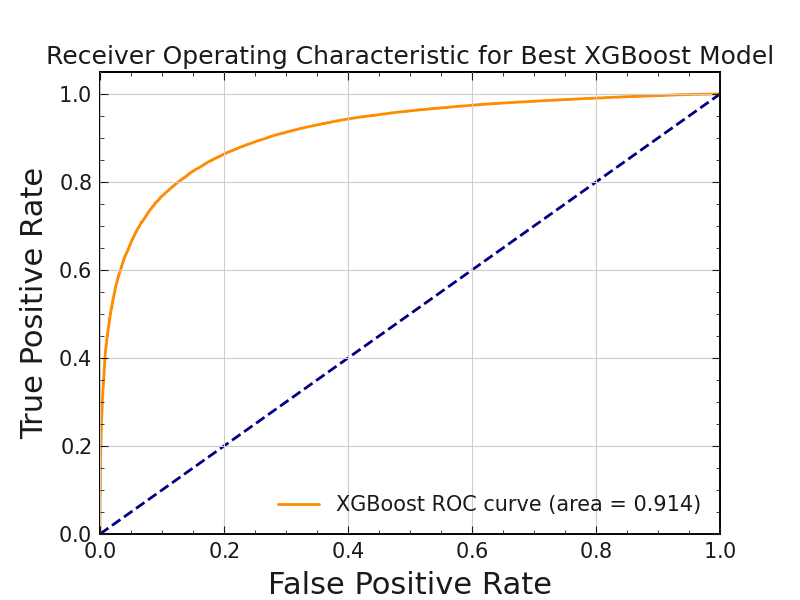 Receiver Operating Characteristic for Best XGBoost Model
True Positive Rate
1.0
0.8
0.6
0.4
0.2
0.0
XGBoost ROC curve (area = 0.914)
0.0 0.2 0.4 0.6 0.8 1.0
False Positive Rate